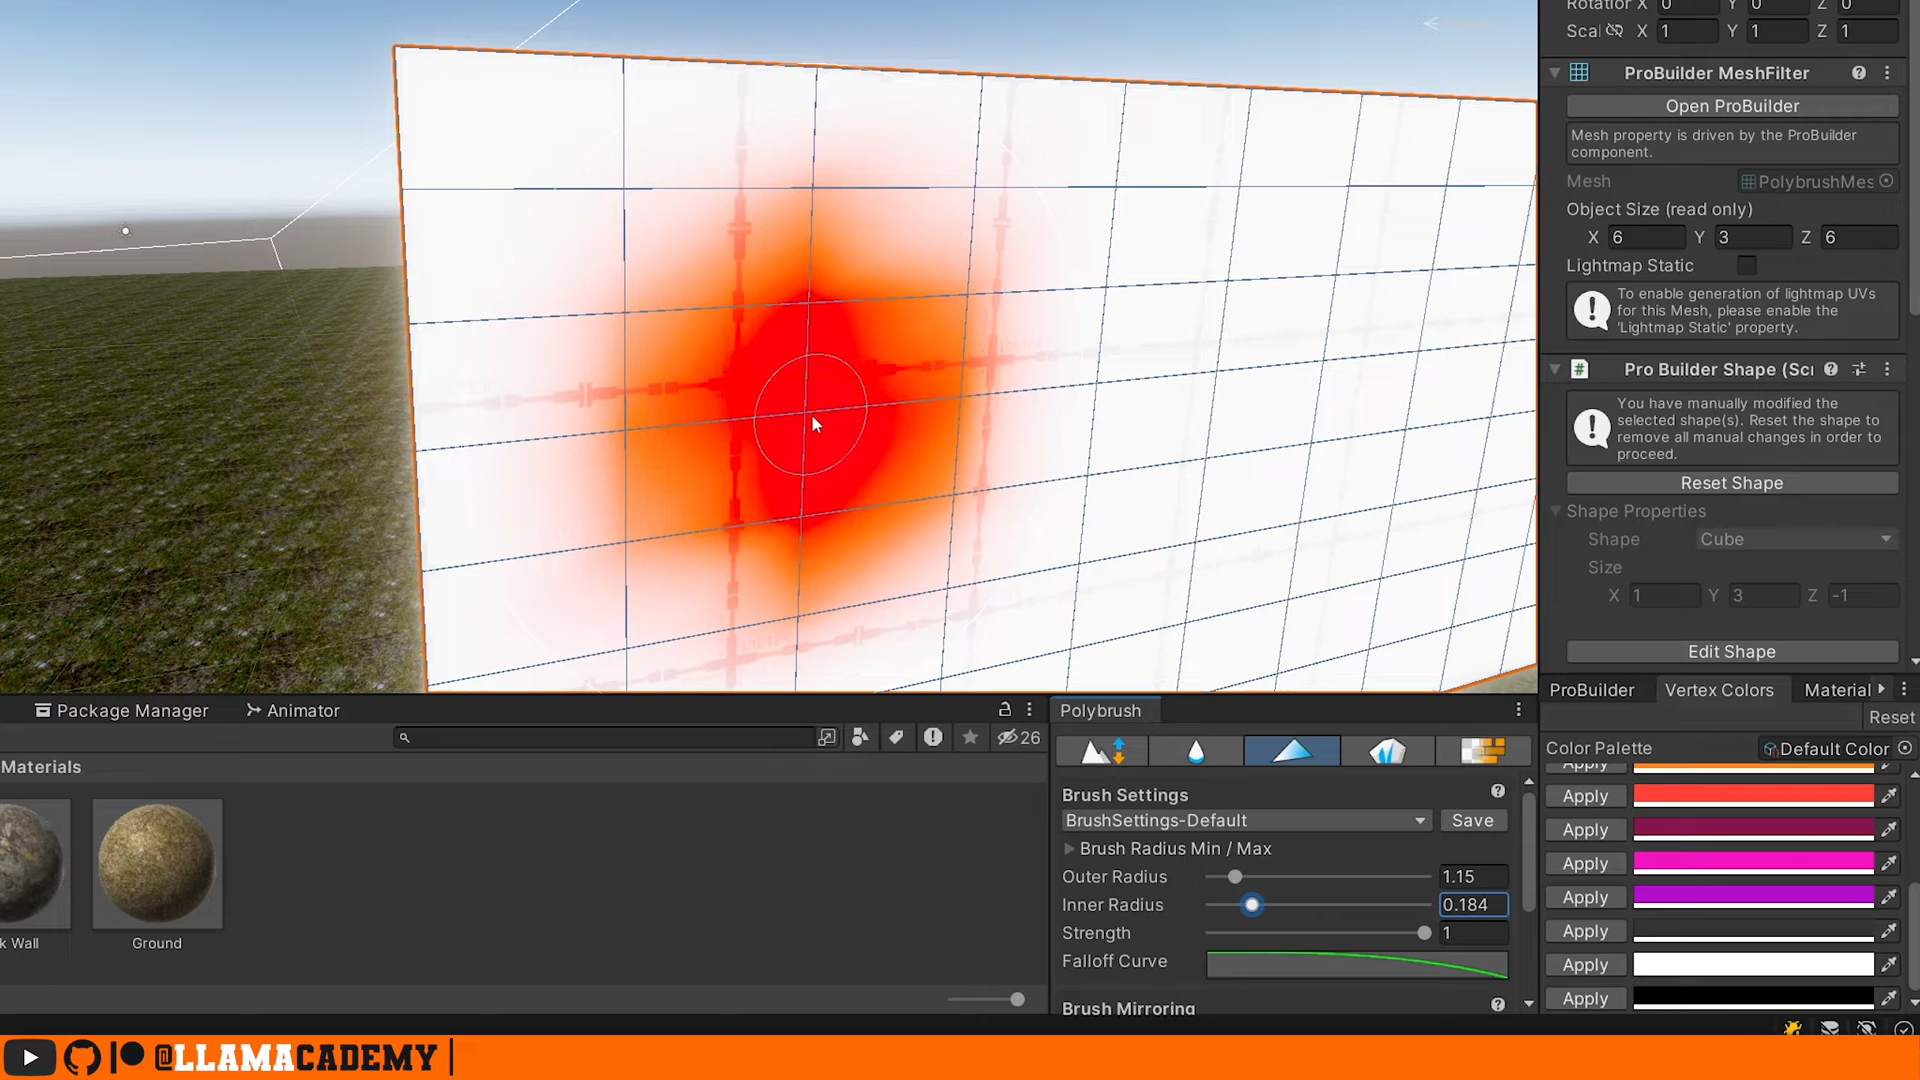 Rotation X 0 Y 0 Z 0
Scal X 1 Y 1 Z 1
ProBuilder MeshFilter
Open ProBuilder
Mesh property is driven by the ProBuilder
component.
Mesh PolybrushMes
Object Size (read only)
X 6 Y 3 Z 6
Lightmap Static
To enable generation of lightmap UVs
for this Mesh, please enable the
'Lightmap Static' property.
Pro Builder Shape (Scr
You have manually modified the
selected shape(s). Reset the shape to
remove all manual changes in order to
proceed.
Reset Shape
Shape Properties
Shape Cube
Size
X 1 Y 3 Z -1
Edit Shape
ProBuilder Vertex Colors Material
Reset
Color Palette Default Color
Apply
Apply
Apply
Apply
Apply
Apply
Apply
Apply
Package Manager Animator
26
Materials
k Wall Ground
Polybrush
Brush Settings
BrushSettings-Default Save
Brush Radius Min / Max
Outer Radius 1.15
Inner Radius 0.184
Strength 1
Falloff Curve
Brush Mirroring
@LLAMACADEMY